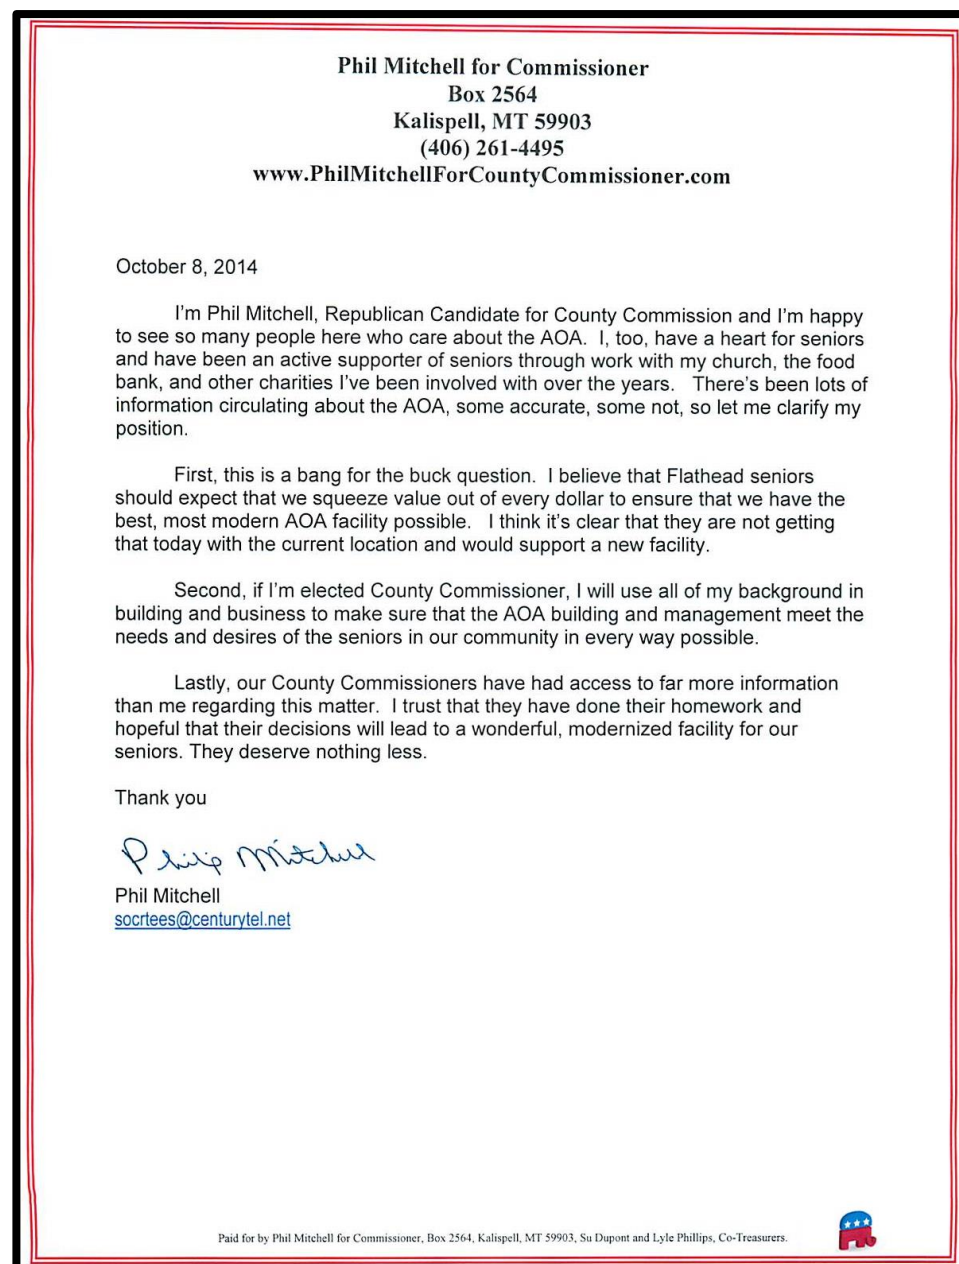 Phil Mitchell for Commissioner
Box 2564
Kalispell, MT 59903
(406) 261-4495
www.PhilMitchellForCountyCommissioner.com
October 8, 2014
I'm Phil Mitchell, Republican Candidate for County Commission and I'm happy
to see so many people here who care about the AOA. I, too, have a heart for seniors
and have been an active supporter of seniors through work with my church, the food
bank, and other charities I've been involved with over the years. There's been lots of
information circulating about the AOA, some accurate, some not, so let me clarify my
position.
First, this is a bang for the buck question. I believe that Flathead seniors
should expect that we squeeze value out of every dollar to ensure that we have the
best, most modern AOA facility possible. I think it's clear that they are not getting
that today with the current location and would support a new facility.
Second, if I'm elected County Commissioner, I will use all of my background in
building and business to make sure that the AOA building and management meet the
needs and desires of the seniors in our community in every way possible.
Lastly, our County Commissioners have had access to far more information
than me regarding this matter. I trust that they have done their homework and
hopeful that their decisions will lead to a wonderful, modernized facility for our
seniors. They deserve nothing less.
Thank you
Philip Mitchell
Phil Mitchell
socrtees@centurytel.net
Paid for by Phil Mitchell for Commissioner, Box 2564, Kalispell, MT 59903, Su Dupont and Lyle Phillips, Co-Treasurers.